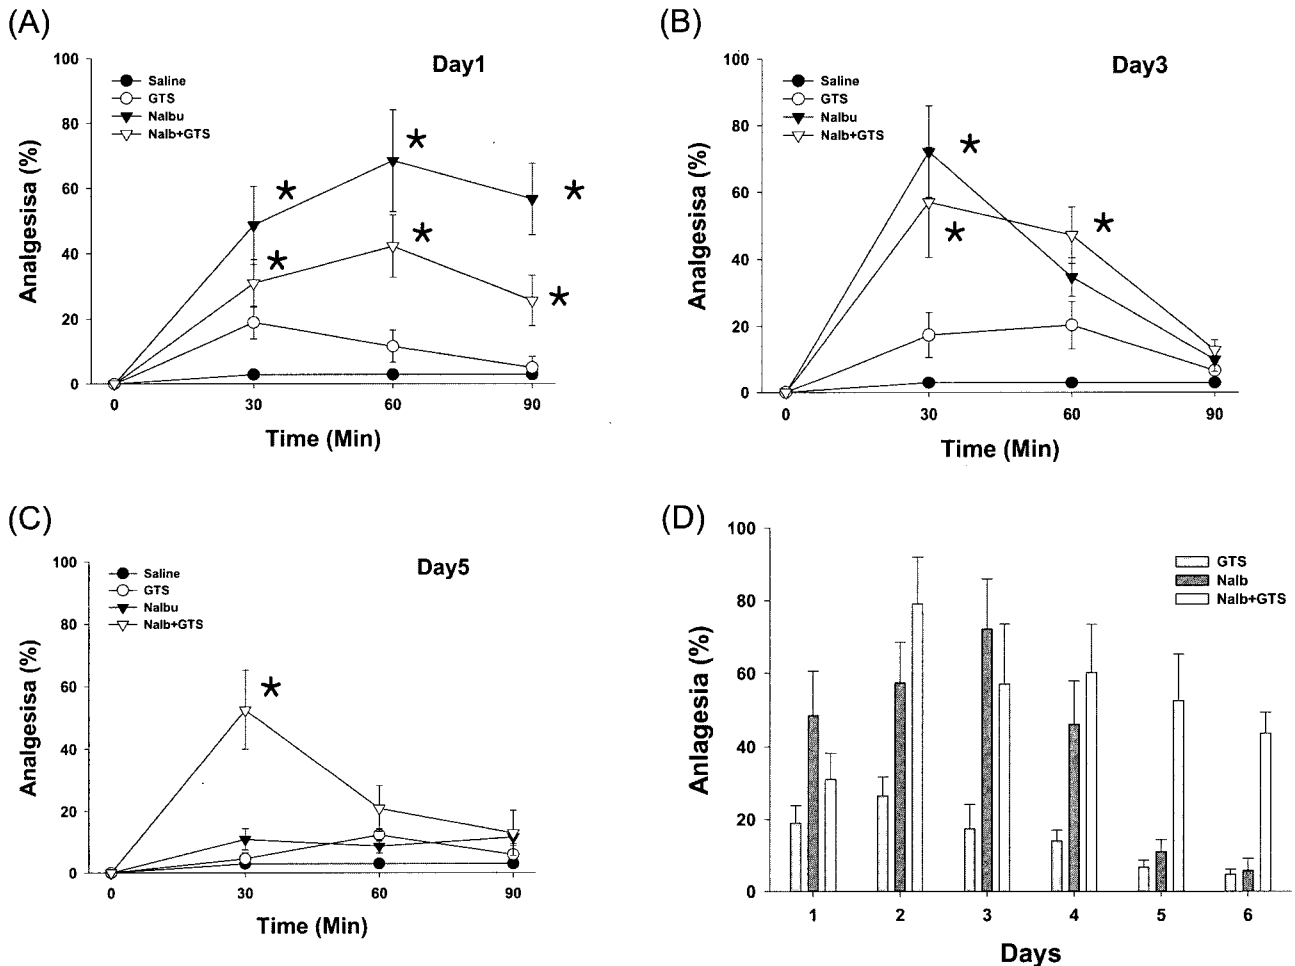 (A)
Day1
Saline
GTS
Nalbu
Nalb+GTS
Analgesisa (%)
100
80
60
40
20
0
0 30 60 90
Time (Min)
(B)
Day3
Saline
GTS
Nalbu
Nalb+GTS
Analgesisa (%)
100
80
60
40
20
0
0 30 60 90
Time (Min)
(C)
Day5
Saline
GTS
Nalbu
Nalb+GTS
Analgesisa (%)
100
80
60
40
20
0
0 30 60 90
Time (Min)
(D)
GTS
Nalb
Nalb+GTS
Anlagesia (%)
100
80
60
40
20
0
1 2 3 4 5 6
Days